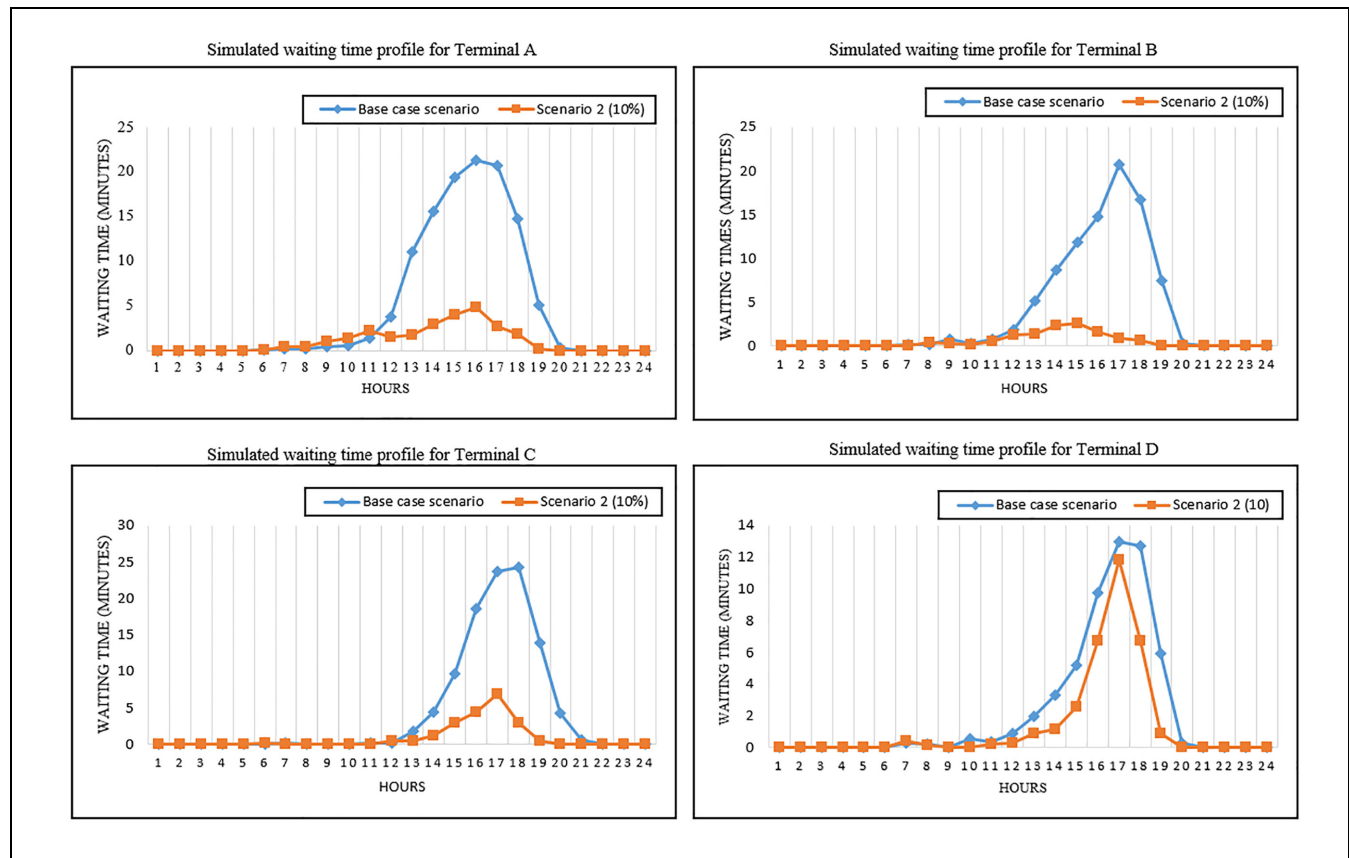 Simulated waiting time profile for Terminal A
Base case scenario Scenario 2 (10%)
WAITING TIME (MINUTES)
25
20
15
10
5
0
1 2 3 4 5 6 7 8 9 10 11 12 13 14 15 16 17 18 19 20 21 22 23 24
HOURS
Simulated waiting time profile for Terminal B
Base case scenario Scenario 2 (10%)
WAITING TIMES (MINUTES)
25
20
15
10
5
0
1 2 3 4 5 6 7 8 9 10 11 12 13 14 15 16 17 18 19 20 21 22 23 24
HOURS
Simulated waiting time profile for Terminal C
Base case scenario Scenario 2 (10%)
WAITING TIME (MINUTES)
30
25
20
15
10
5
0
1 2 3 4 5 6 7 8 9 10 11 12 13 14 15 16 17 18 19 20 21 22 23 24
HOURS
Simulated waiting time profile for Terminal D
Base case scenario Scenario 2 (10)
WAITING TIME (MINUTES)
14
12
10
8
6
4
2
0
1 2 3 4 5 6 7 8 9 10 11 12 13 14 15 16 17 18 19 20 21 22 23 24
HOURS